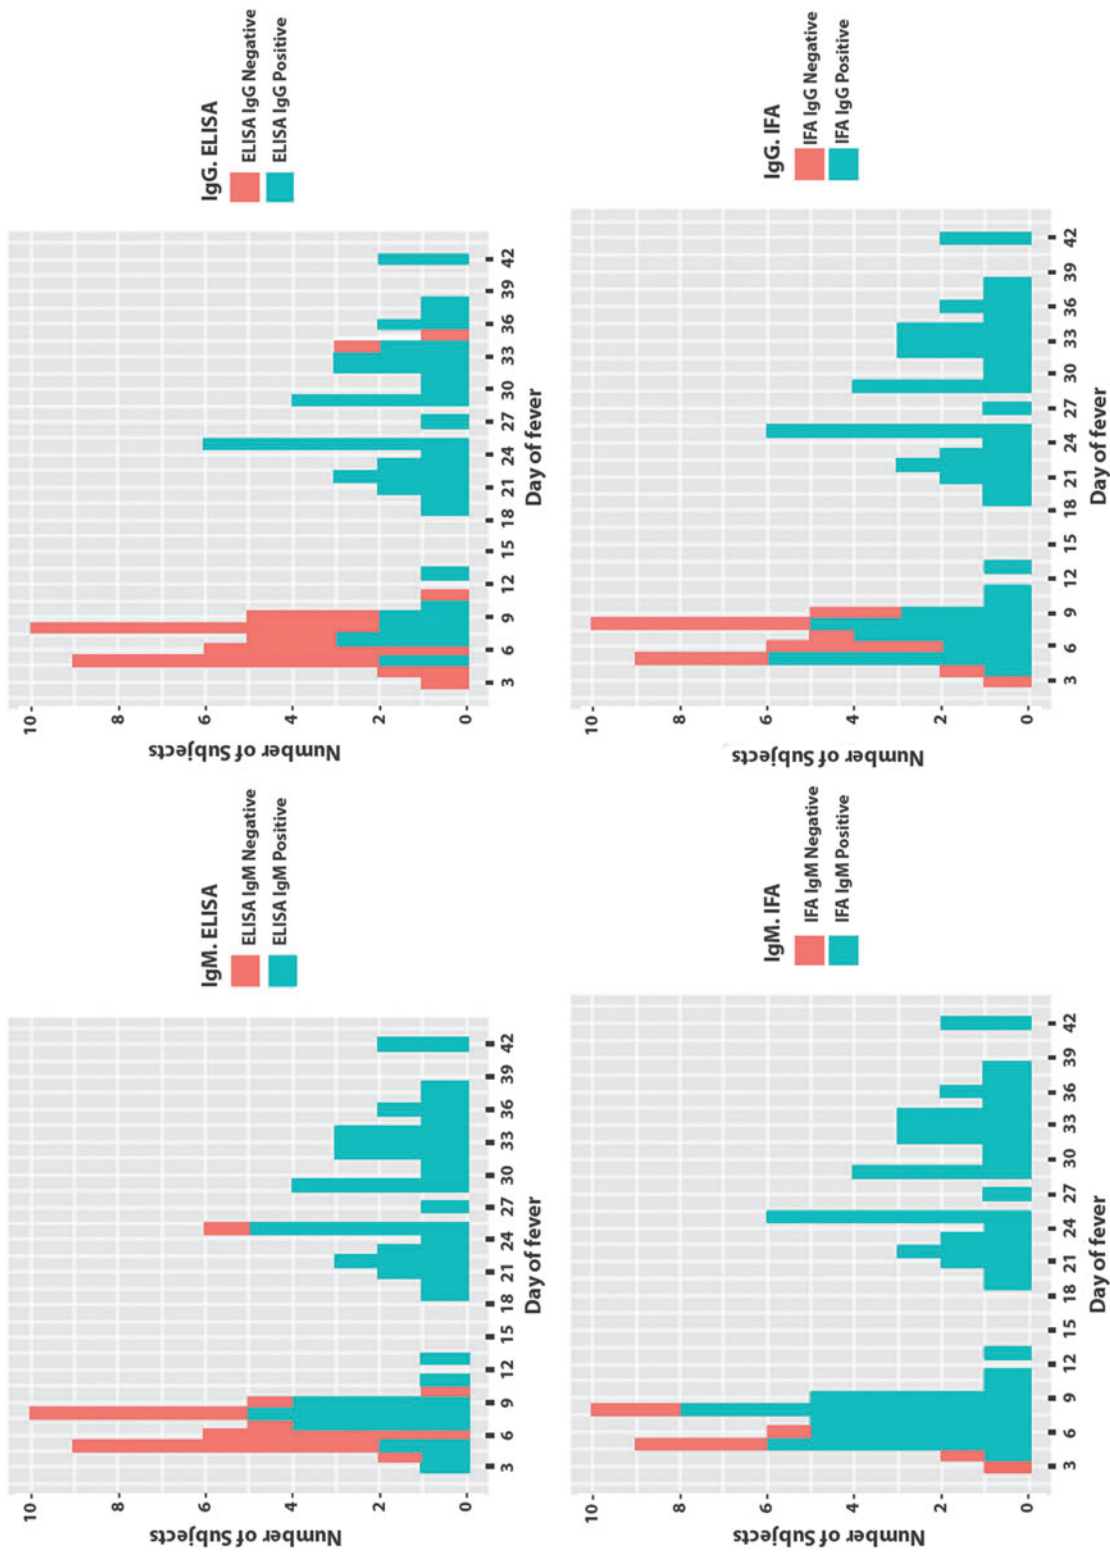 Number of Subjects
10
8
6
4
2
0
3 6 9 12 15 18 21 24 27 30 33 36 39 42
Day of fever
IgM. ELISA
ELISA IgM Negative
ELISA IgM Positive
Number of Subjects
10
8
6
4
2
0
3 6 9 12 15 18 21 24 27 30 33 36 39 42
Day of fever
IgG. ELISA
ELISA IgG Negative
ELISA IgG Positive
Number of Subjects
10
8
6
4
2
0
3 6 9 12 15 18 21 24 27 30 33 36 39 42
Day of fever
IgM. IFA
IFA IgM Negative
IFA IgM Positive
Number of Subjects
10
8
6
4
2
0
3 6 9 12 15 18 21 24 27 30 33 36 39 42
Day of fever
IgG. IFA
IFA IgG Negative
IFA IgG Positive